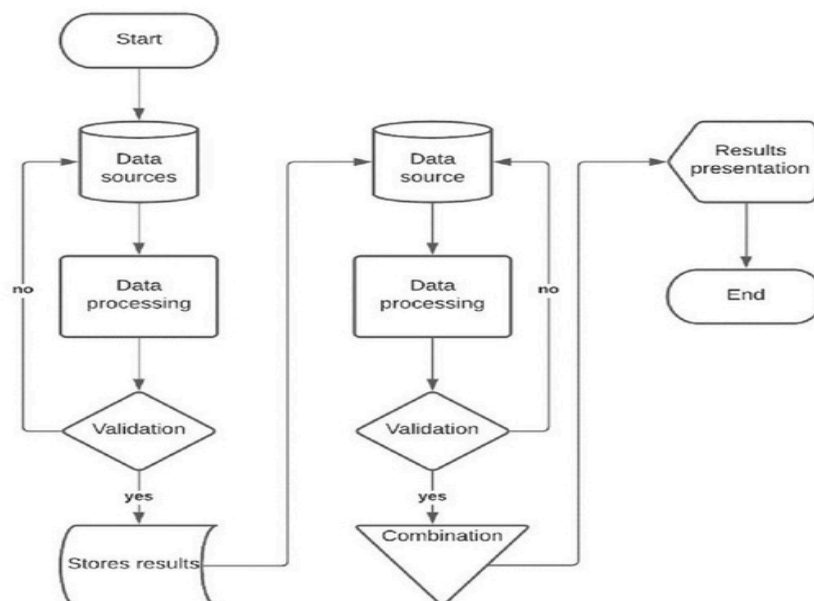 Start
Data
sources
Data
processing
no
Validation
yes
Stores results
Data
source
Data
processing
no
Validation
yes
Combination
Results
presentation
End